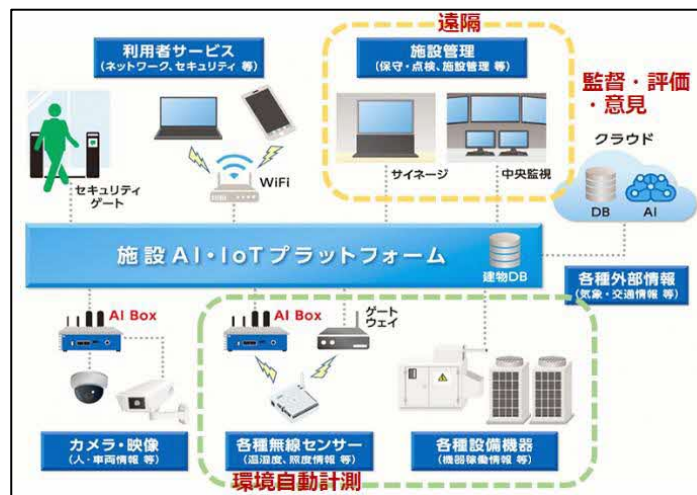 遠隔
利用者サービス
(ネットワーク、セキュリティ 等)
施設管理
(保守・点検、施設管理 等)
監督・評価
・意見
クラウド
セキュリティ
ゲート
WiFi
サイネージ
中央監視
DB
AI
施設AI・IoTプラットフォーム
建物DB
各種外部情報
(気象・交通情報 等)
AI Box
AI Box
ゲート
ウェイ
カメラ・映像
(人・車両情報 等)
各種無線センサー
(温湿度、照度情報 等)
各種設備機器
(機器稼働情報 等)
環境自動計測